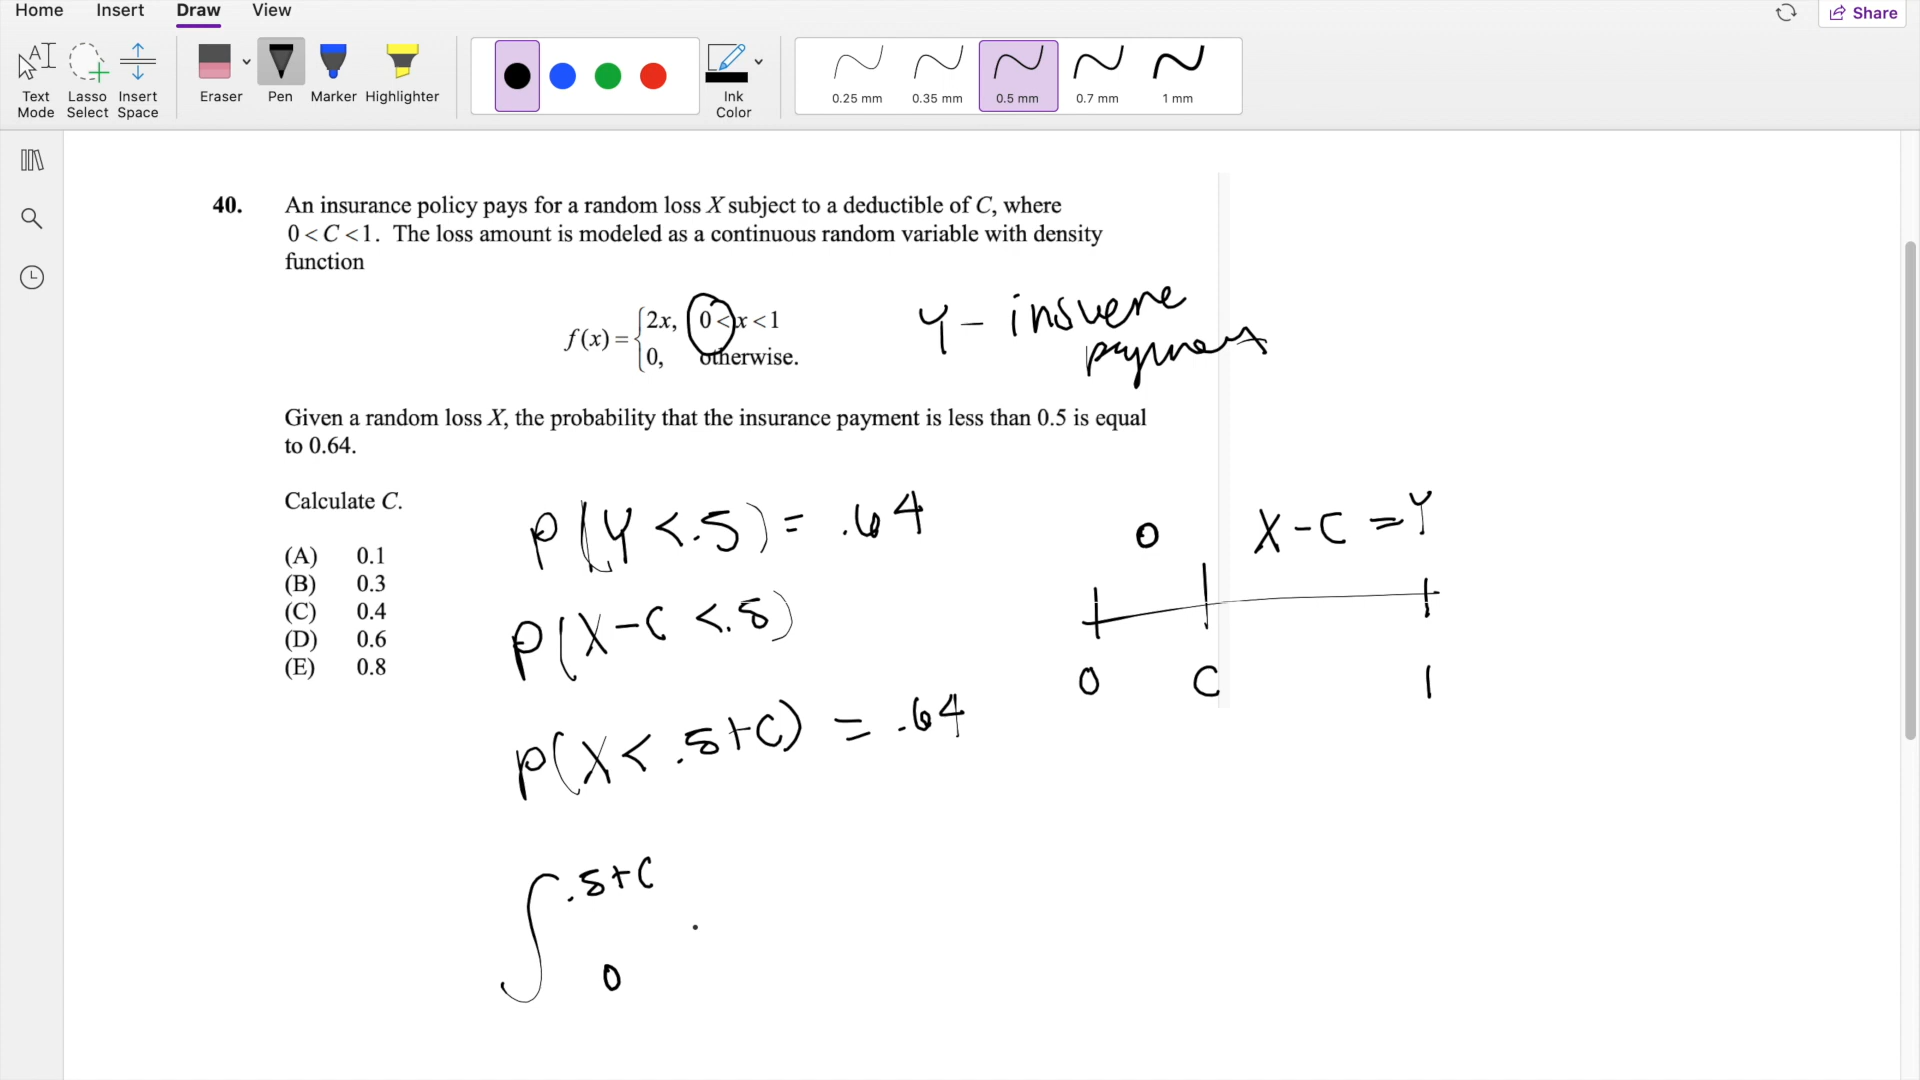 Home Insert Draw View
Share
Text Mode
Lasso Select
Insert Space
Eraser
Pen
Marker
Highlighter
Ink Color
0.25 mm
0.35 mm
0.5 mm
0.7 mm
1 mm
40. An insurance policy pays for a random loss X subject to a deductible of C, where
0 < C < 1. The loss amount is modeled as a continuous random variable with density
function
f(x) = { 2x, 0 < x < 1
0, otherwise.
Y - insurene
payment
Given a random loss X, the probability that the insurance payment is less than 0.5 is equal
to 0.64.
Calculate C.
(A) 0.1
(B) 0.3
(C) 0.4
(D) 0.6
(E) 0.8
P(Y < .5) = .64
P(X - C < .5)
P(X < .5 + C) = .64
∫ .5+C
0
0 X - C = Y
0 C 1